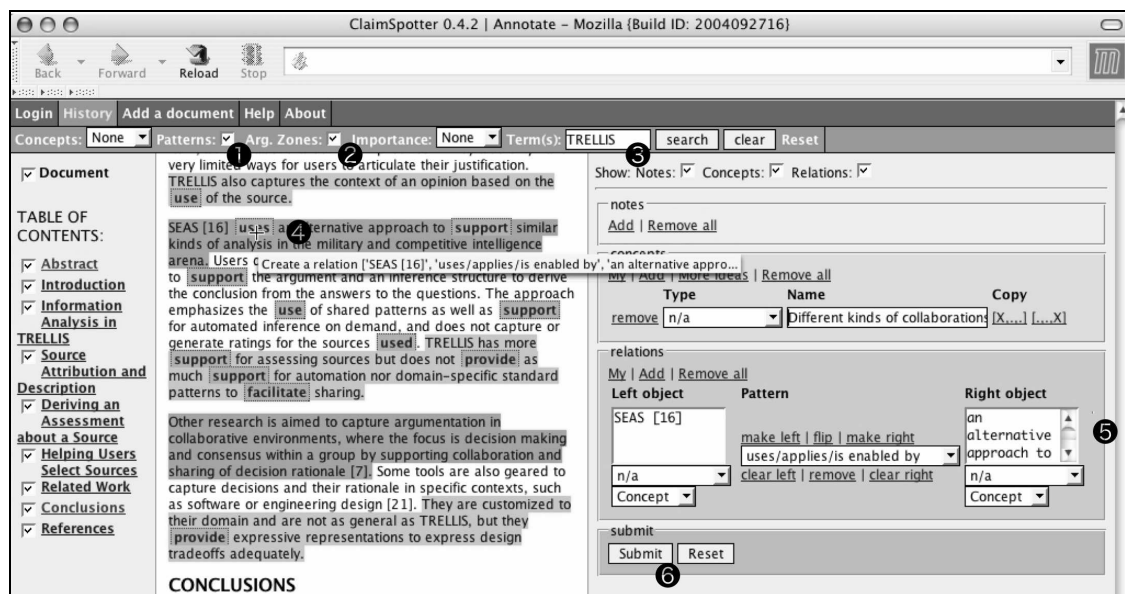 ClaimSpotter 0.4.2 | Annotate – Mozilla {Build ID: 2004092716}
Back Forward Reload Stop
Login History Add a document Help About
Concepts: None Patterns: Arg. Zones: Importance: None Term(s): TRELLIS search clear Reset
1 2 3
Document
TABLE OF
CONTENTS:
Abstract
Introduction
Information
Analysis in
TRELLIS
Source
Attribution and
Description
Deriving an
Assessment
about a Source
Helping Users
Select Sources
Related Work
Conclusions
References
very limited ways for users to articulate their justification.
TRELLIS also captures the context of an opinion based on the
use of the source.
SEAS [16] uses an alternative approach to support similar
4
kinds of analysis in the military and competitive intelligence
arena. Users
Create a relation ['SEAS [16]', 'uses/applies/is enabled by', 'an alternative appro...
to support the argument and an inference structure to derive
the conclusion from the answers to the questions. The approach
emphasizes the use of shared patterns as well as support
for automated inference on demand, and does not capture or
generate ratings for the sources used. TRELLIS has more
support for assessing sources but does not provide as
much support for automation nor domain-specific standard
patterns to facilitate sharing.
Other research is aimed to capture argumentation in
collaborative environments, where the focus is decision making
and consensus within a group by supporting collaboration and
sharing of decision rationale [7]. Some tools are also geared to
capture decisions and their rationale in specific contexts, such
as software or engineering design [21]. They are customized to
their domain and are not as general as TRELLIS, but they
provide expressive representations to express design
tradeoffs adequately.
CONCLUSIONS
Show: Notes: Concepts: Relations:
notes
Add | Remove all
concepts
My | Add | More ideas | Remove all
Type Name Copy
remove n/a Different kinds of collaborations [X....] [....X]
relations
My | Add | Remove all
Left object Pattern Right object
SEAS [16]
make left | flip | make right
uses/applies/is enabled by
clear left | remove | clear right
an
alternative
approach to
5
n/a n/a
Concept Concept
submit
Submit Reset
6